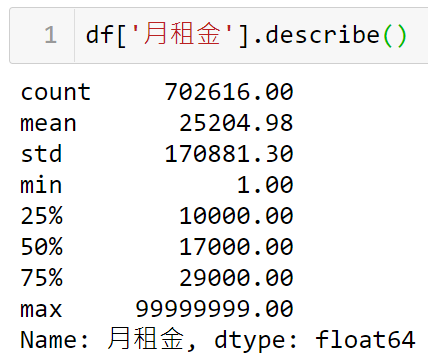 1 df['月租金'].describe()
count 702616.00
mean 25204.98
std 170881.30
min 1.00
25% 10000.00
50% 17000.00
75% 29000.00
max 99999999.00
Name: 月租金, dtype: float64